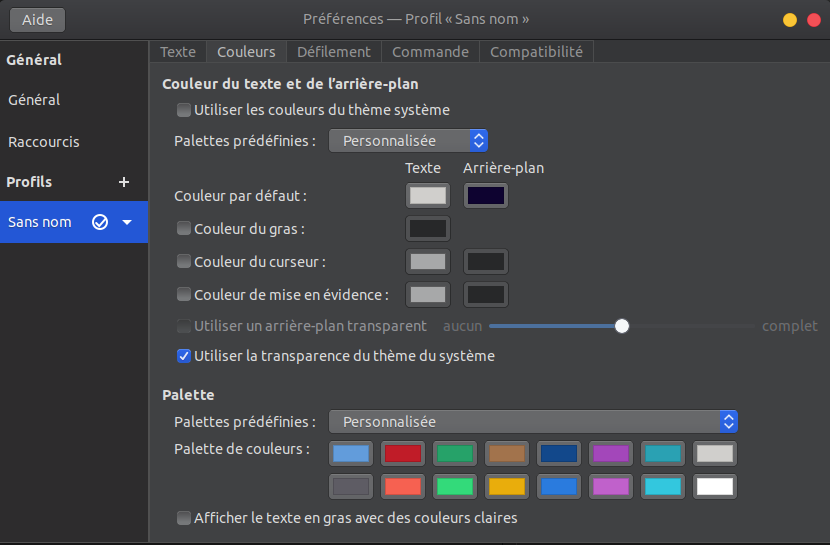 Aide
Préférences — Profil « Sans nom »
Général
Général
Raccourcis
Profils
Sans nom
Texte Couleurs Défilement Commande Compatibilité
Couleur du texte et de l’arrière-plan
Utiliser les couleurs du thème système
Palettes prédéfinies : Personnalisée
Texte Arrière-plan
Couleur par défaut :
Couleur du gras :
Couleur du curseur :
Couleur de mise en évidence :
Utiliser un arrière-plan transparent aucun complet
Utiliser la transparence du thème du système
Palette
Palettes prédéfinies : Personnalisée
Palette de couleurs :
Afficher le texte en gras avec des couleurs claires